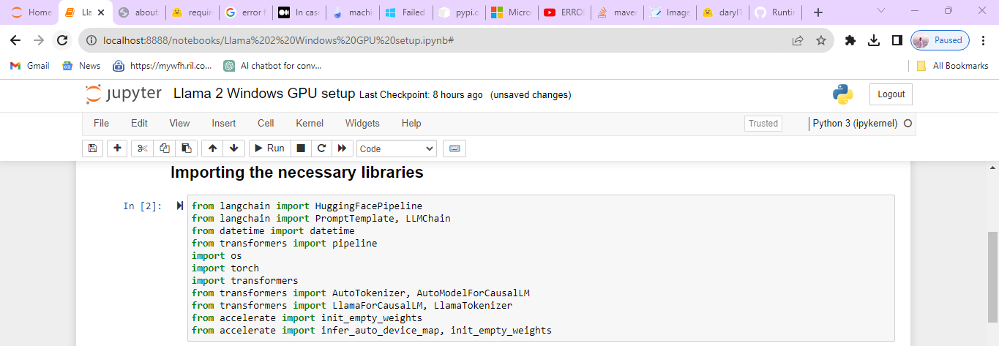 Home
Lla
about:
requir
error f
In case
machi
Failed
pypi.o
Micro
ERROI
maver
Image
daryl1
Runtin
localhost:8888/notebooks/Llama%202%20Windows%20GPU%20setup.ipynb#
Paused
Gmail
News
https://mywfh.ril.co...
AI chatbot for conv...
All Bookmarks
jupyter
Llama 2 Windows GPU setup
Last Checkpoint: 8 hours ago
(unsaved changes)
Logout
File
Edit
View
Insert
Cell
Kernel
Widgets
Help
Trusted
Python 3 (ipykernel)
Run
Code
Importing the necessary libraries
In [2]:
from langchain import HuggingFacePipeline
from langchain import PromptTemplate, LLMChain
from datetime import datetime
from transformers import pipeline
import os
import torch
import transformers
from transformers import AutoTokenizer, AutoModelForCausalLM
from transformers import LlamaForCausalLM, LlamaTokenizer
from accelerate import init_empty_weights
from accelerate import infer_auto_device_map, init_empty_weights